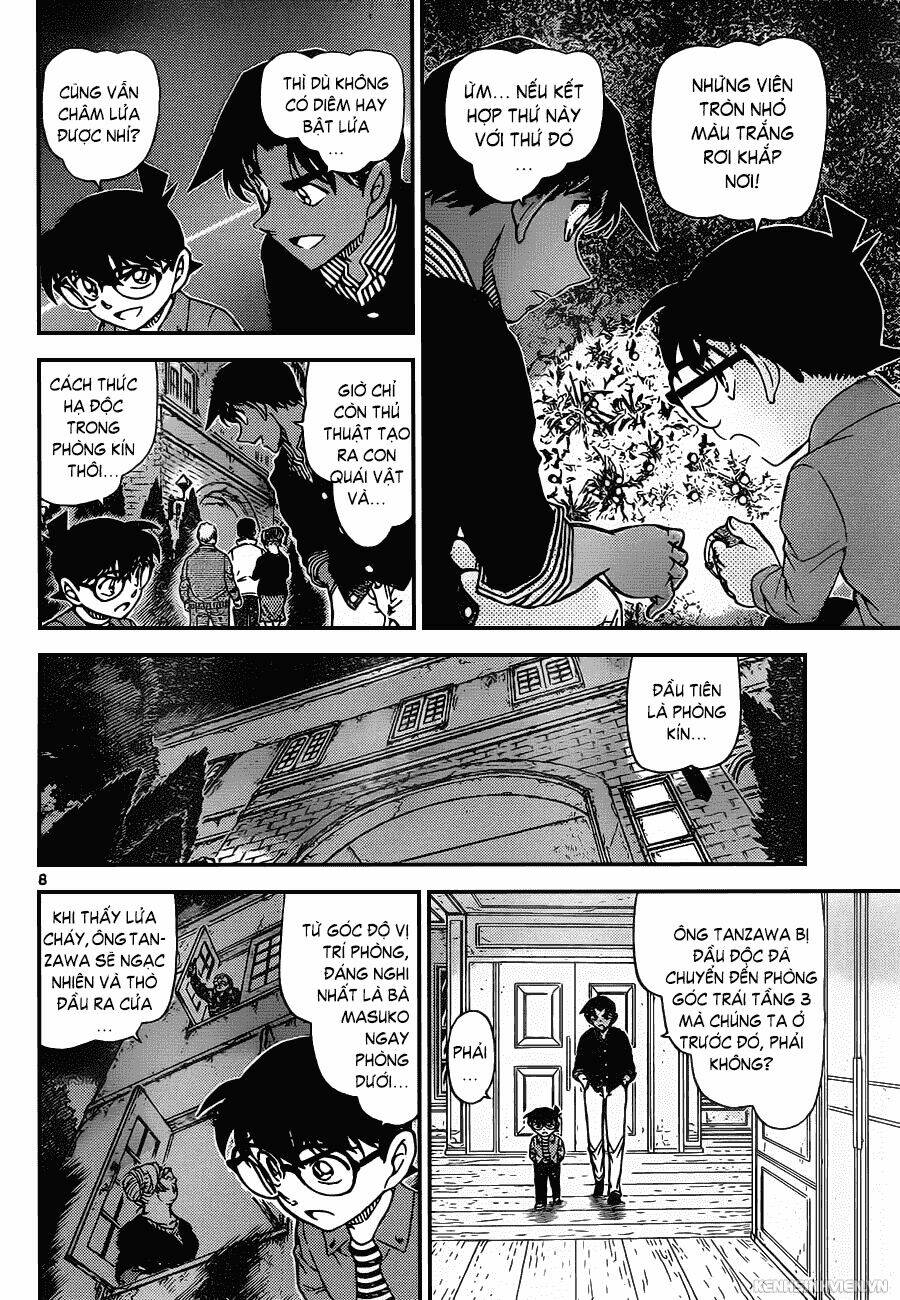 NHỮNG VIÊN
TRÒN NHỎ
MÀU TRẮNG
RƠI KHẮP
NƠI!
ỪM... NẾU KẾT
HỢP THỨ NÀY
VỚI THỨ ĐÓ
...
THÌ DÙ KHÔNG
CÓ DIÊM HAY
BẬT LỬA
...
CŨNG VẪN
CHÂM LỬA
ĐƯỢC NHỈ?
GIỜ CHỈ
CÒN THỦ
THUẬT TẠO
RA CON
QUÁI VẬT
VÀ...
CÁCH THỨC
HẠ ĐỘC
TRONG
PHÒNG KÍN
THÔI...
ĐẦU TIÊN
LÀ PHÒNG
KÍN...
8
ÔNG TANZAWA BỊ
ĐẦU ĐỘC ĐÃ
CHUYỂN ĐẾN PHÒNG
GÓC TRÁI TẦNG 3
MÀ CHÚNG TA Ở
TRƯỚC ĐÓ, PHẢI
KHÔNG?
PHẢI
...
TỪ GÓC ĐỘ VỊ
TRÍ PHÒNG,
ĐÁNG NGHI
NHẤT LÀ BÀ
MASUKO
NGAY
PHÒNG
DƯỚI...
KHI THẤY LỬA
CHÁY, ÔNG TAN-
ZAWA SẼ NGẠC
NHIÊN VÀ THÒ
ĐẦU RA CỬA
...
KENHSINHVIEN.VN